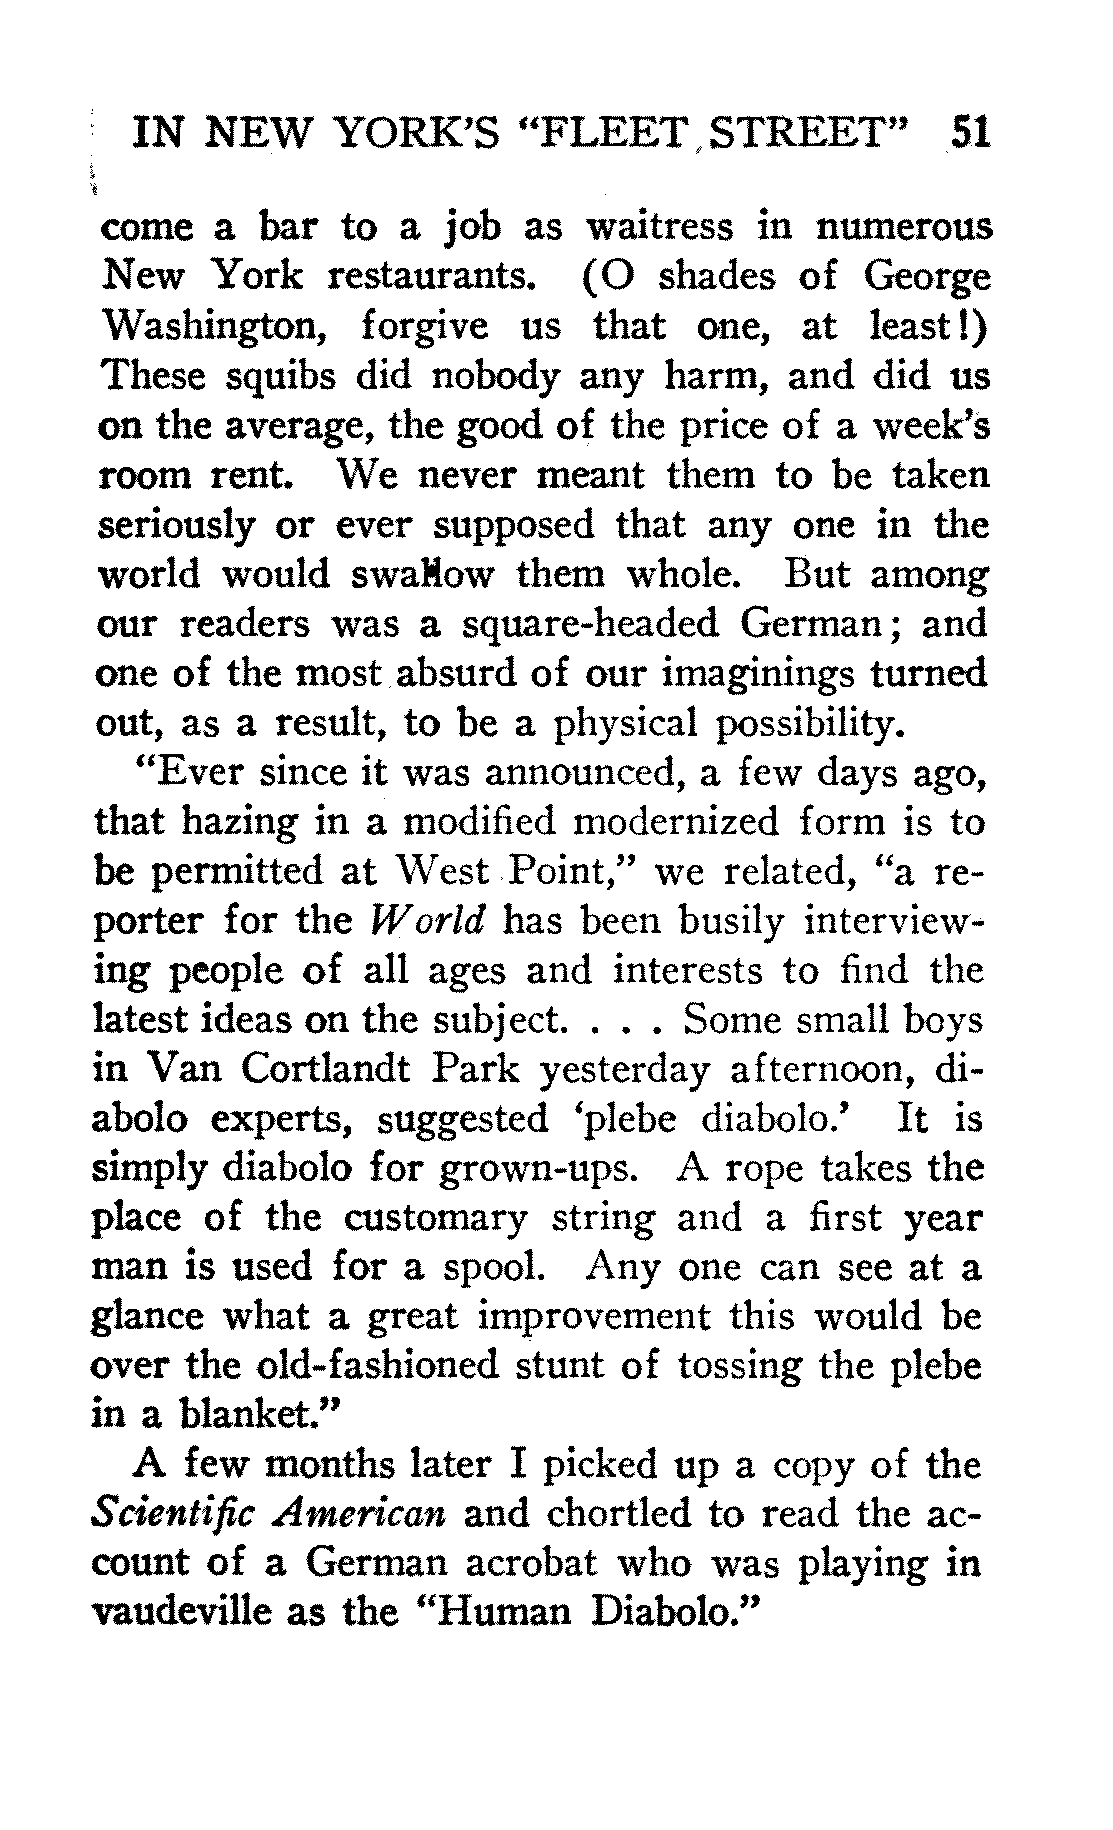 IN NEW YORK'S "FLEET STREET" 51
come a bar to a job as waitress in numerous
New York restaurants. (O shades of George
Washington, forgive us that one, at least!)
These squibs did nobody any harm, and did us
on the average, the good of the price of a week's
room rent. We never meant them to be taken
seriously or ever supposed that any one in the
world would swallow them whole. But among
our readers was a square-headed German; and
one of the most absurd of our imaginings turned
out, as a result, to be a physical possibility.
"Ever since it was announced, a few days ago,
that hazing in a modified modernized form is to
be permitted at West Point," we related, "a re-
porter for the World has been busily interview-
ing people of all ages and interests to find the
latest ideas on the subject. . . . Some small boys
in Van Cortlandt Park yesterday afternoon, di-
abolo experts, suggested 'plebe diabolo.' It is
simply diabolo for grown-ups. A rope takes the
place of the customary string and a first year
man is used for a spool. Any one can see at a
glance what a great improvement this would be
over the old-fashioned stunt of tossing the plebe
in a blanket."
A few months later I picked up a copy of the
Scientific American and chortled to read the ac-
count of a German acrobat who was playing in
vaudeville as the "Human Diabolo."